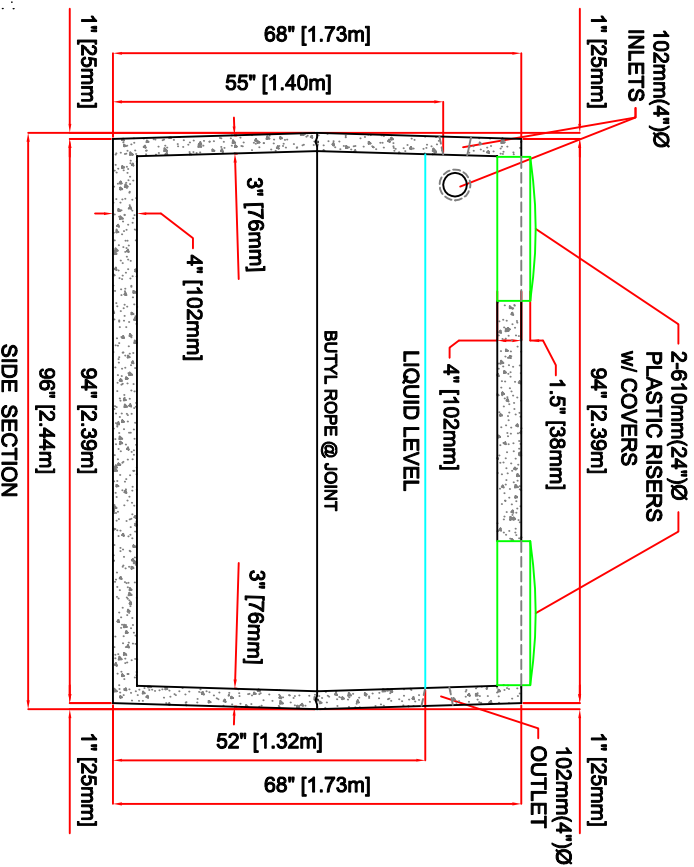 102mm(4")Ø
INLETS
2-610mm(24")Ø
PLASTIC RISERS
w/ COVERS
102mm(4")Ø
OUTLET
1" [25mm]
94" [2.39m]
1" [25mm]
1.5" [38mm]
4" [102mm]
68" [1.73m]
55" [1.40m]
LIQUID LEVEL
BUTYL ROPE @ JOINT
3" [76mm]
3" [76mm]
4" [102mm]
52" [1.32m]
68" [1.73m]
1" [25mm]
94" [2.39m]
1" [25mm]
96" [2.44m]
SIDE SECTION